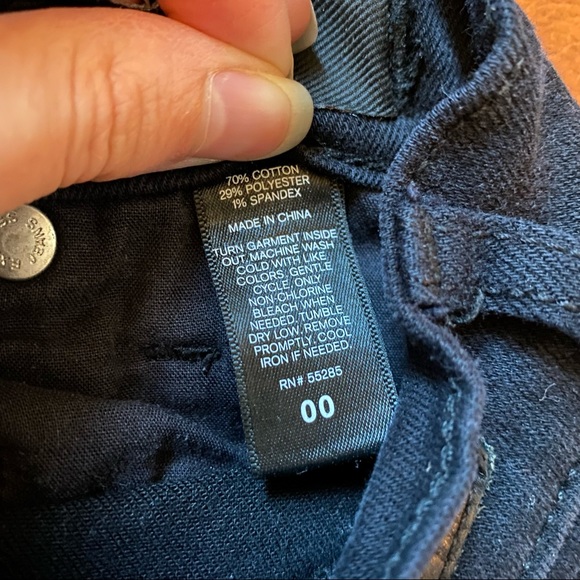 70% COTTON
29% POLYESTER
1% SPANDEX
MADE IN CHINA
TURN GARMENT INSIDE
OUT, MACHINE WASH
COLD WITH LIKE
COLORS, GENTLE
CYCLE, ONLY
NON-CHLORINE
BLEACH WHEN
NEEDED. TUMBLE
DRY LOW, REMOVE
PROMPTLY, COOL
IRON IF NEEDED.
RN# 55285
00